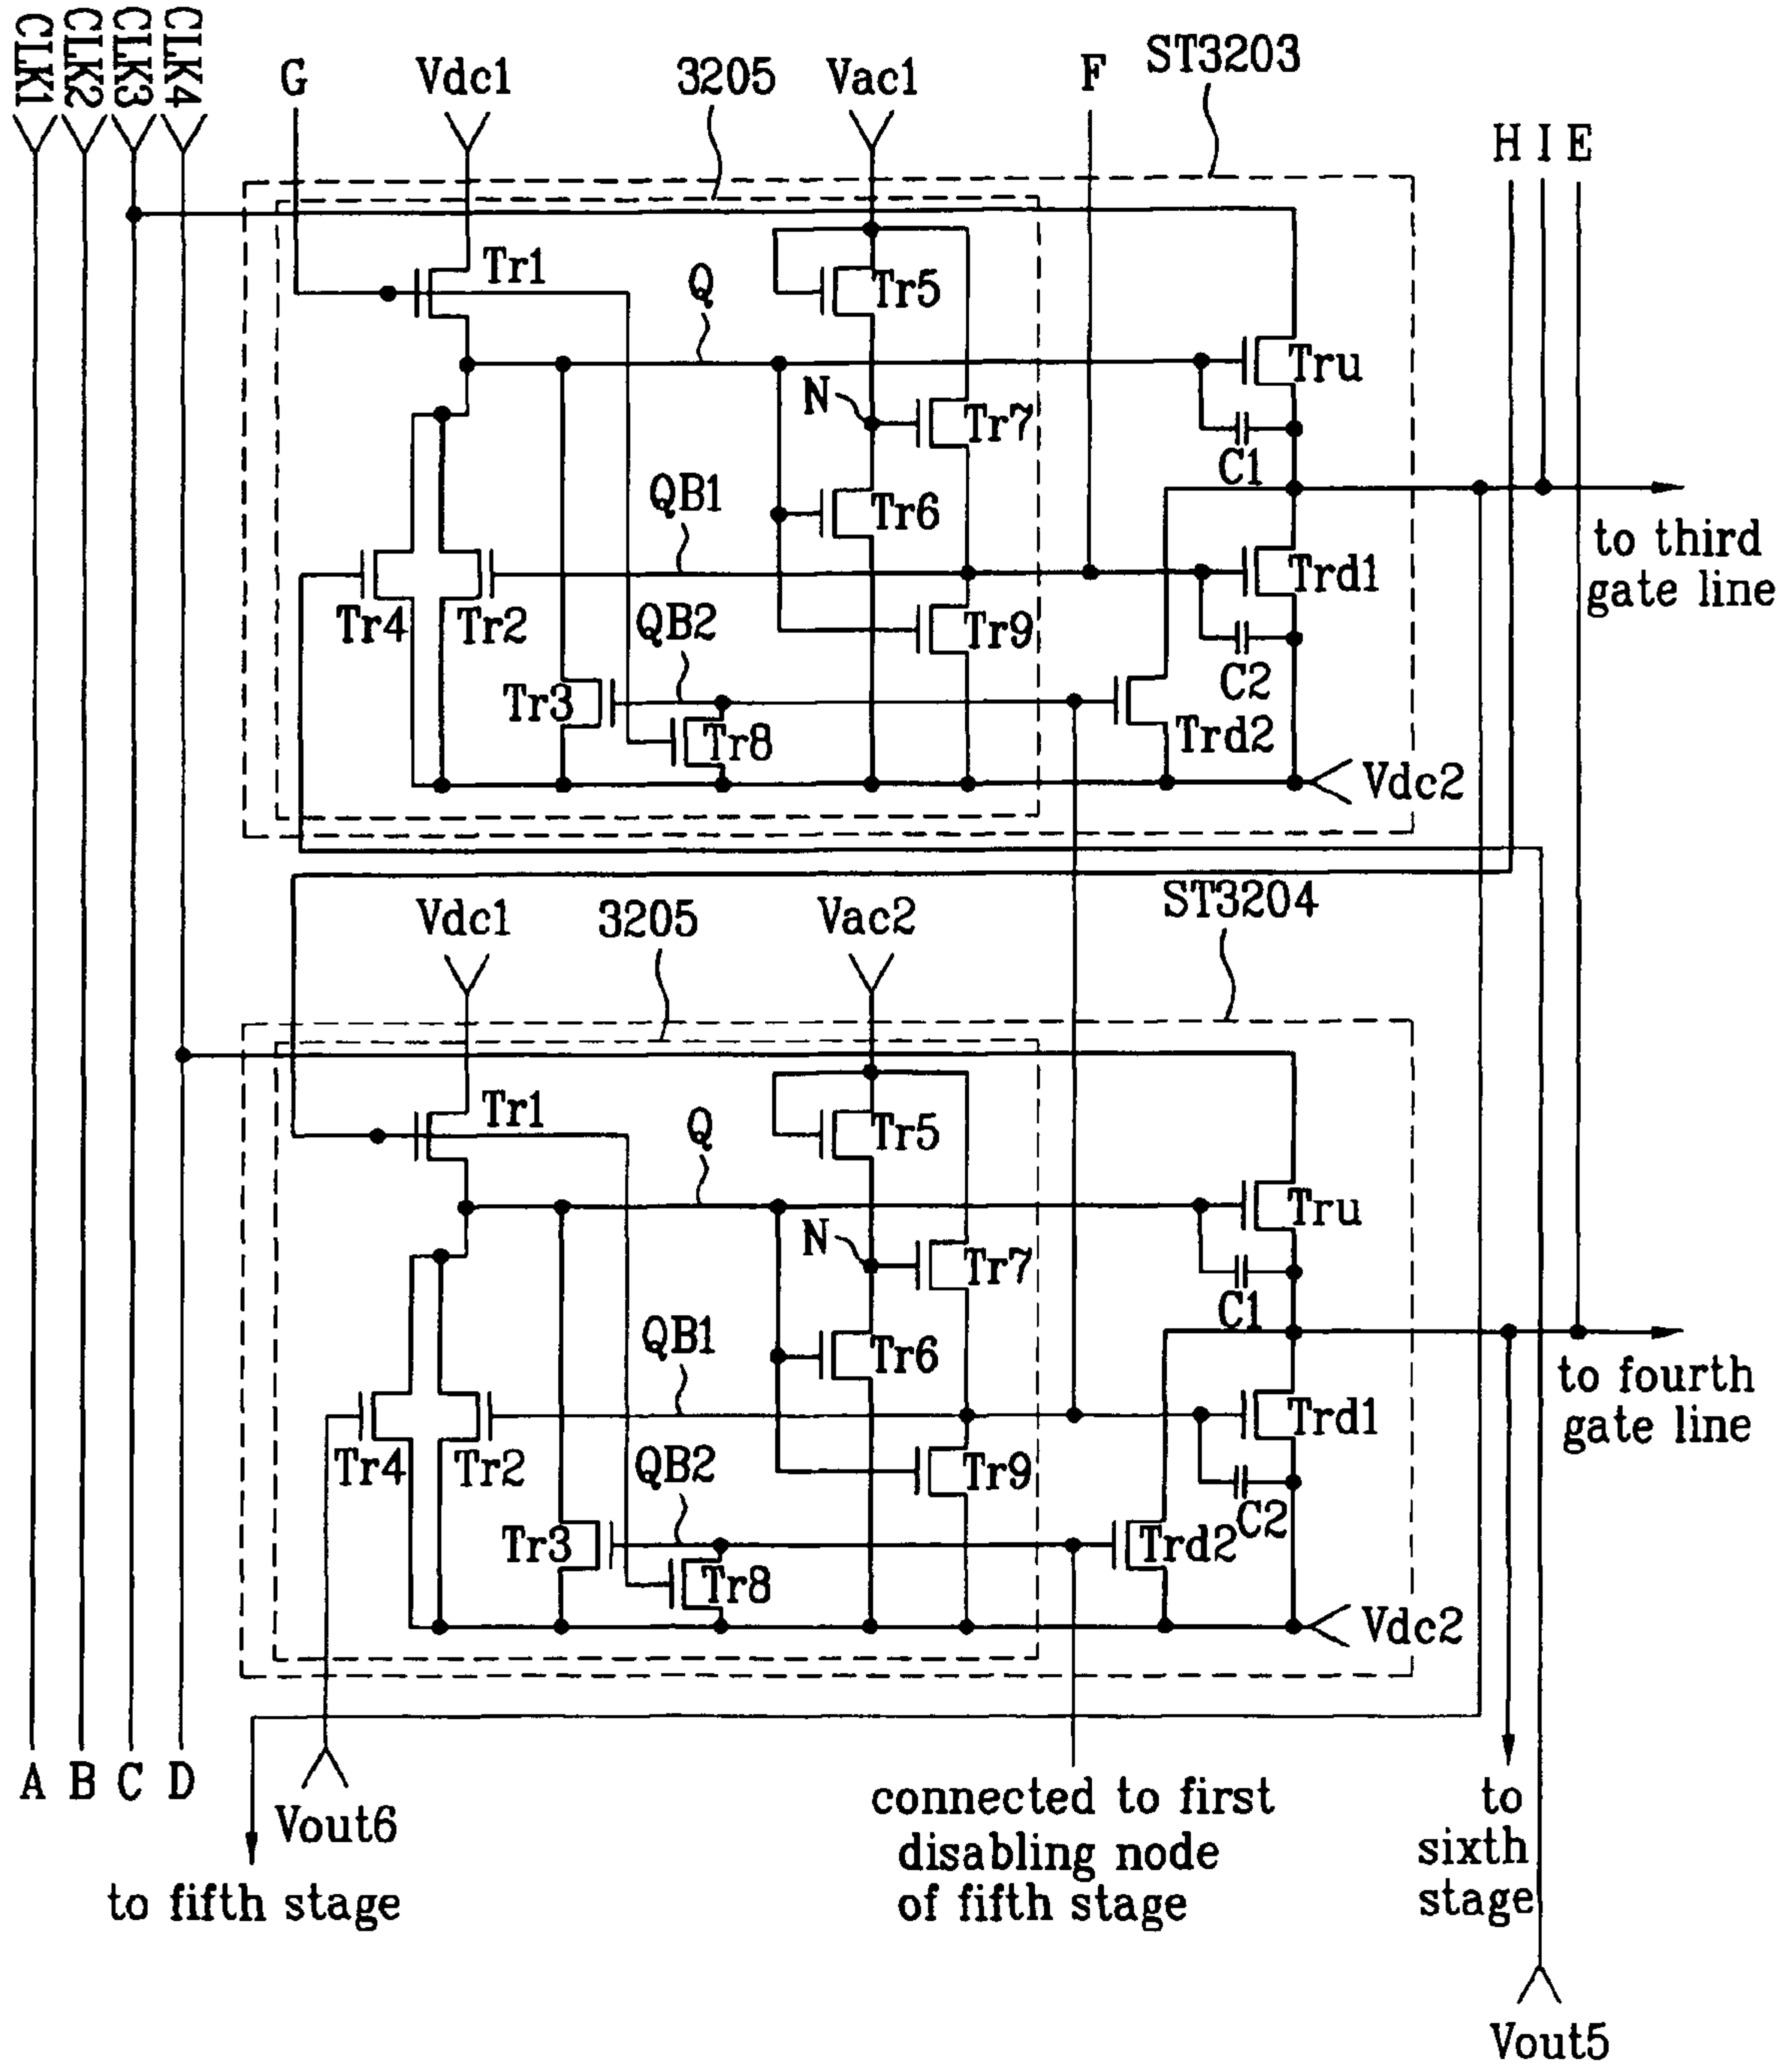 CLK1
CLK2
CLK3
CLK4
G
Vdc1
3205
Vac1
F
ST3203
H I E
Tr1
Q
Tr5
Tru
N
Tr7
C1
QB1
Tr6
to third
gate line
Trd1
Tr4
Tr2
QB2
Tr9
C2
Tr3
Tr8
Trd2
Vdc2
Vdc1
3205
Vac2
ST3204
Tr1
Q
Tr5
Tru
N
Tr7
C1
QB1
Tr6
to fourth
gate line
Trd1
Tr4
Tr2
QB2
Tr9
C2
Tr3
Tr8
Trd2
Vdc2
A B C D
Vout6
to fifth stage
connected to first
disabling node
of fifth stage
to
sixth
stage
Vout5